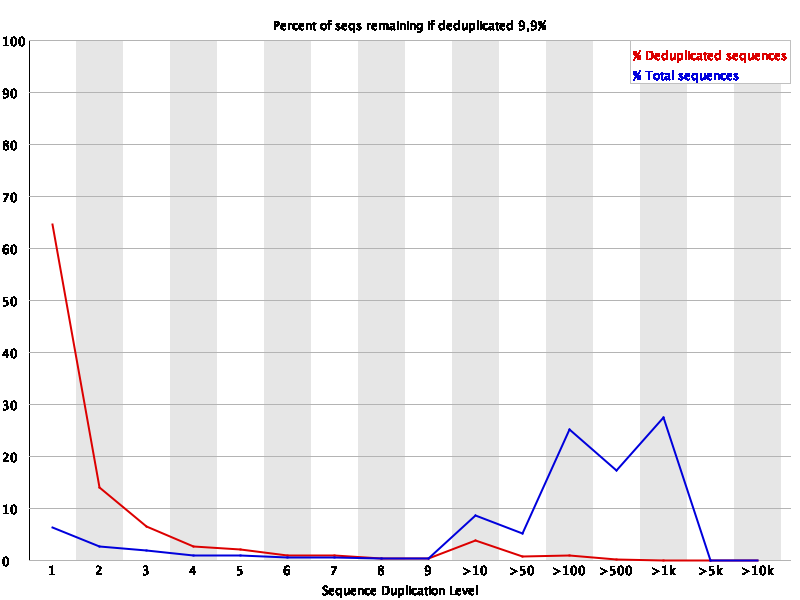 Percent of seqs remaining if deduplicated 9,9%
% Deduplicated sequences
% Total sequences
100
90
80
70
60
50
40
30
20
10
0
1 2 3 4 5 6 7 8 9 >10 >50 >100 >500 >1k >5k >10k
Sequence Duplication Level